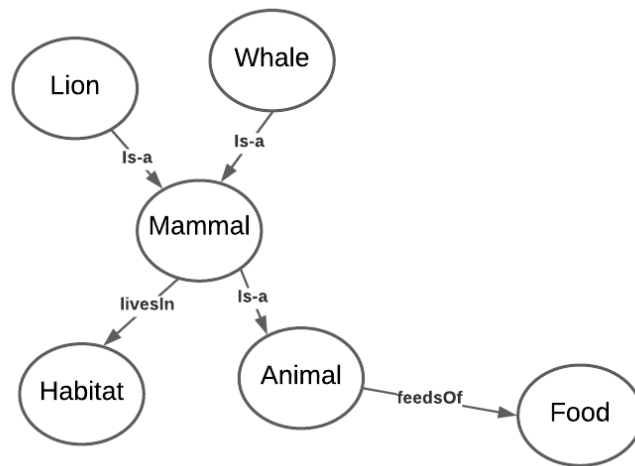 Whale
Lion
Is-a
Is-a
Mammal
livesIn
Is-a
Habitat
Animal
feedsOf
Food